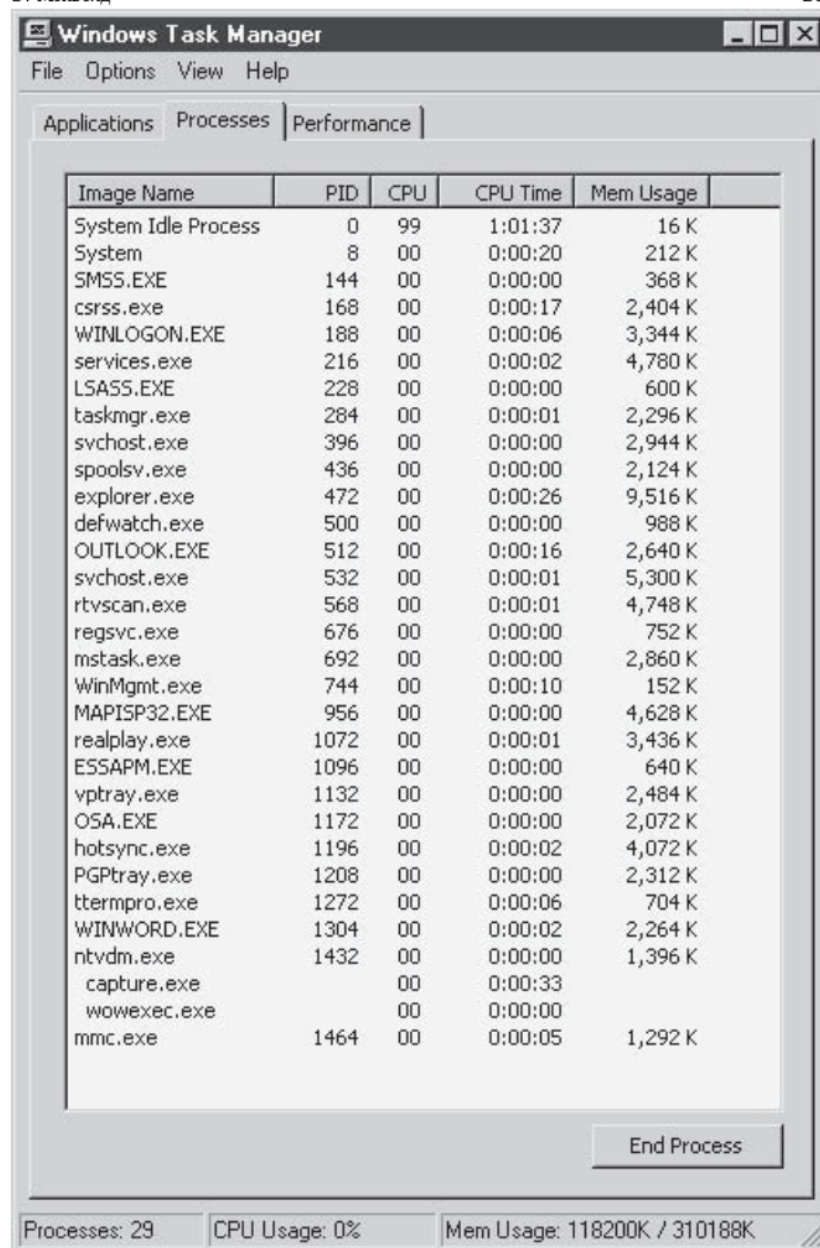 Windows Task Manager
File Options View Help
Applications Processes Performance
Image Name PID CPU CPU Time Mem Usage
System Idle Process 0 99 1:01:37 16 K
System 8 00 0:00:20 212 K
SMSS.EXE 144 00 0:00:00 368 K
csrss.exe 168 00 0:00:17 2,404 K
WINLOGON.EXE 188 00 0:00:06 3,344 K
services.exe 216 00 0:00:02 4,780 K
LSASS.EXE 228 00 0:00:00 600 K
taskmgr.exe 284 00 0:00:01 2,296 K
svchost.exe 396 00 0:00:00 2,944 K
spoolsv.exe 436 00 0:00:00 2,124 K
explorer.exe 472 00 0:00:26 9,516 K
defwatch.exe 500 00 0:00:00 988 K
OUTLOOK.EXE 512 00 0:00:16 2,640 K
svchost.exe 532 00 0:00:01 5,300 K
rtvscan.exe 568 00 0:00:01 4,748 K
regsvc.exe 676 00 0:00:00 752 K
mstask.exe 692 00 0:00:00 2,860 K
WinMgmt.exe 744 00 0:00:10 152 K
MAPISP32.EXE 956 00 0:00:00 4,628 K
realplay.exe 1072 00 0:00:01 3,436 K
ESSAPM.EXE 1096 00 0:00:00 640 K
vptray.exe 1132 00 0:00:00 2,484 K
OSA.EXE 1172 00 0:00:00 2,072 K
hotsync.exe 1196 00 0:00:02 4,072 K
PGPtray.exe 1208 00 0:00:00 2,312 K
ttermpro.exe 1272 00 0:00:06 704 K
WINWORD.EXE 1304 00 0:00:02 2,264 K
ntvdm.exe 1432 00 0:00:00 1,396 K
capture.exe 00 0:00:33
wowexec.exe 00 0:00:00
mmc.exe 1464 00 0:00:05 1,292 K
End Process
Processes: 29 CPU Usage: 0% Mem Usage: 118200K / 310188K